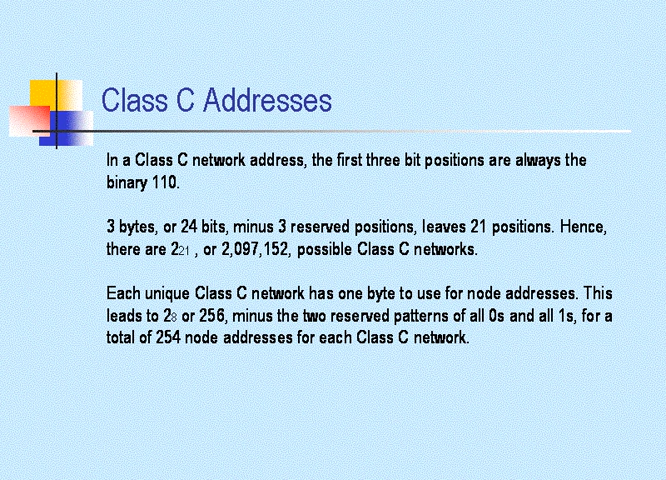 Class C Addresses
In a Class C network address, the first three bit positions are always the
binary 110.
3 bytes, or 24 bits, minus 3 reserved positions, leaves 21 positions. Hence,
there are 221 , or 2,097,152, possible Class C networks.
Each unique Class C network has one byte to use for node addresses. This
leads to 28 or 256, minus the two reserved patterns of all 0s and all 1s, for a
total of 254 node addresses for each Class C network.